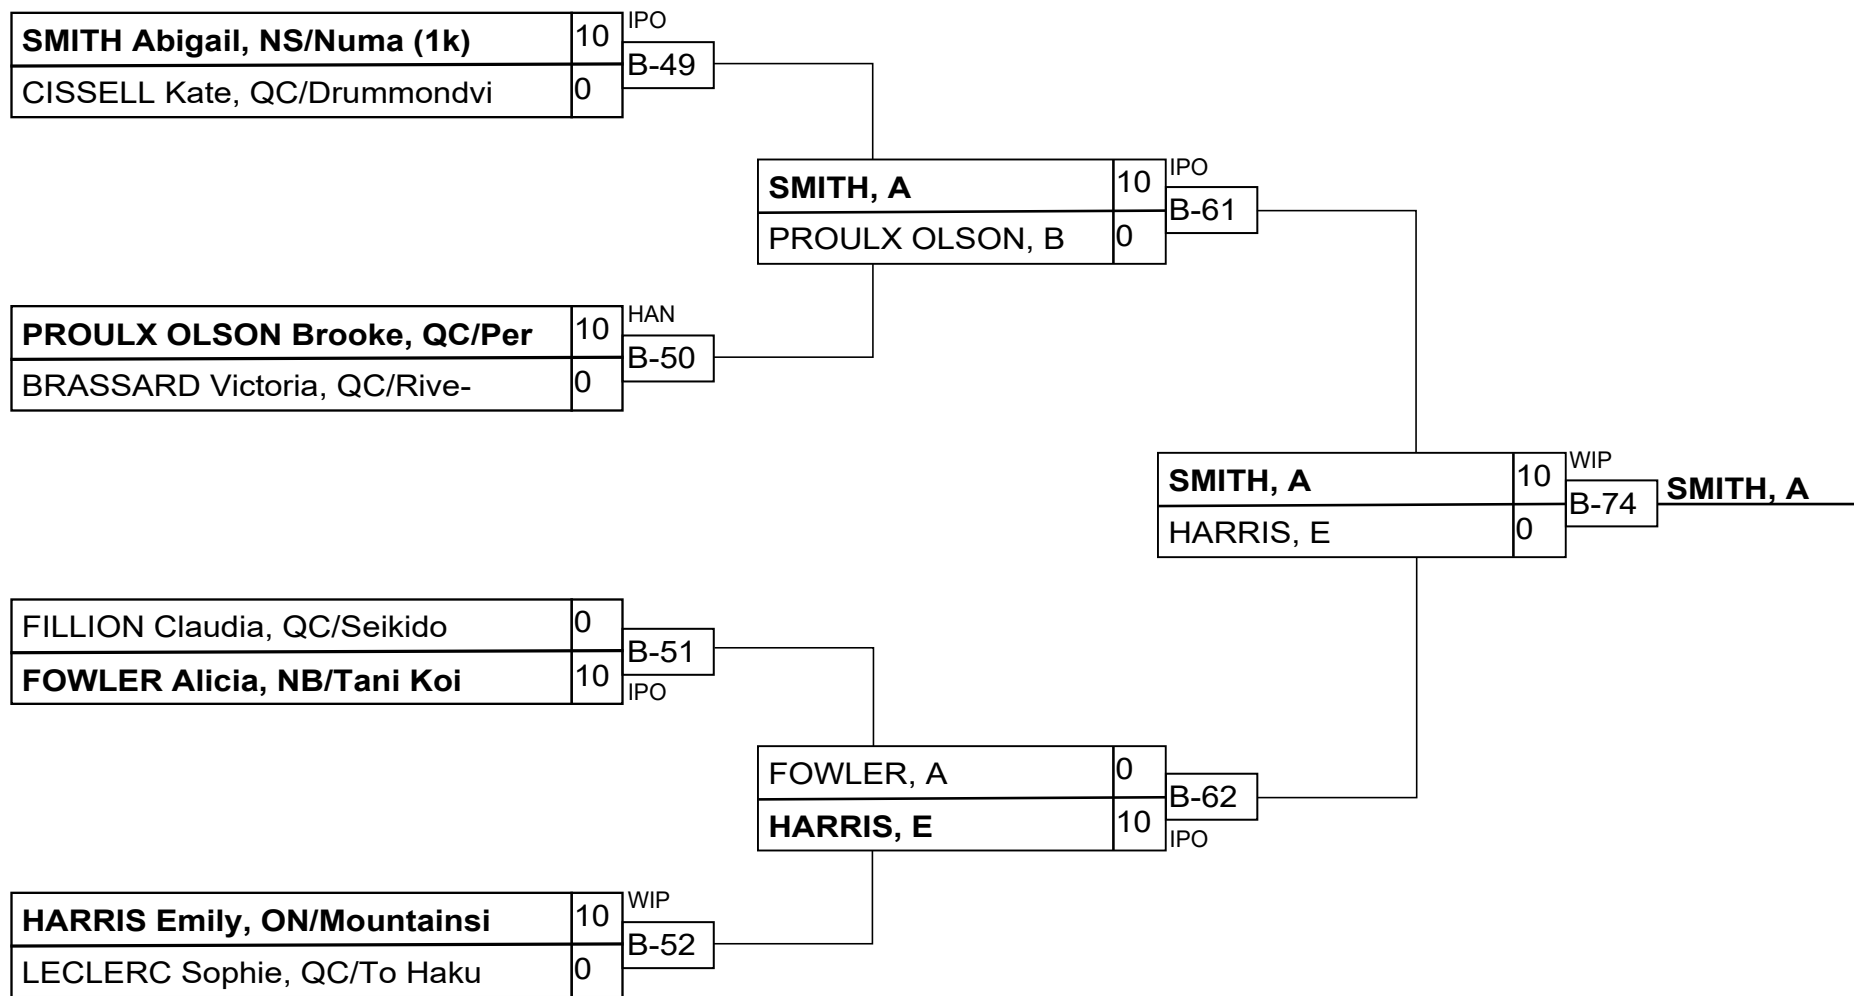 SMITH Abigail, NS/Numa (1k) 10 IPO
B-49
CISSELL Kate, QC/Drummondvi 0
SMITH, A 10 IPO
B-61
PROULX OLSON, B 0
PROULX OLSON Brooke, QC/Per 10 HAN
B-50
BRASSARD Victoria, QC/Rive- 0
SMITH, A 10 WIP
B-74 SMITH, A
HARRIS, E 0
FILLION Claudia, QC/Seikido 0
B-51
FOWLER Alicia, NB/Tani Koi 10 IPO
FOWLER, A 0
B-62
HARRIS, E 10 IPO
HARRIS Emily, ON/Mountainsi 10 WIP
B-52
LECLERC Sophie, QC/To Haku 0